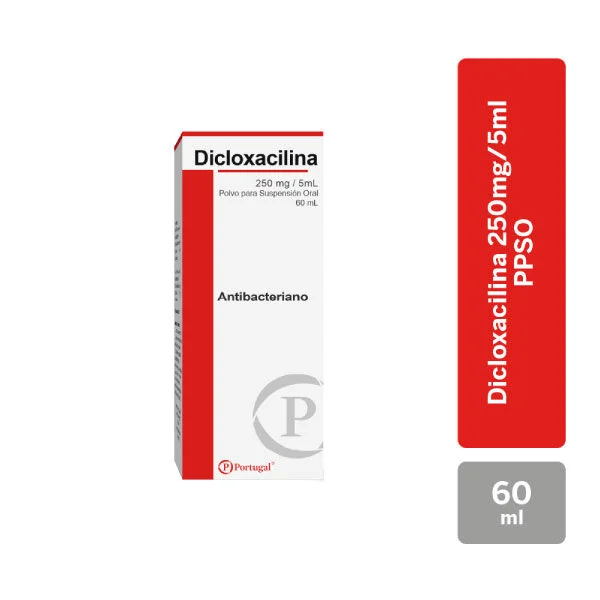 Dicloxacilina
250 mg / 5mL
Polvo para Suspensión Oral
60 mL
Antibacteriano
P
P Portugal®
Dicloxacilina 250mg/5ml
PPSO
60
ml